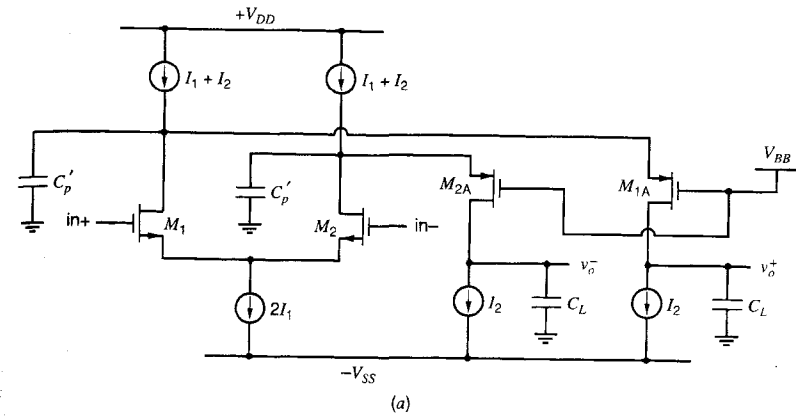 +V_DD
I_1 + I_2
I_1 + I_2
V_BB
C_p'
C_p'
M_2A
M_1A
in+
M_1
M_2
in−
v_o^-
v_o^+
2I_1
I_2
C_L
I_2
C_L
−V_SS
(a)